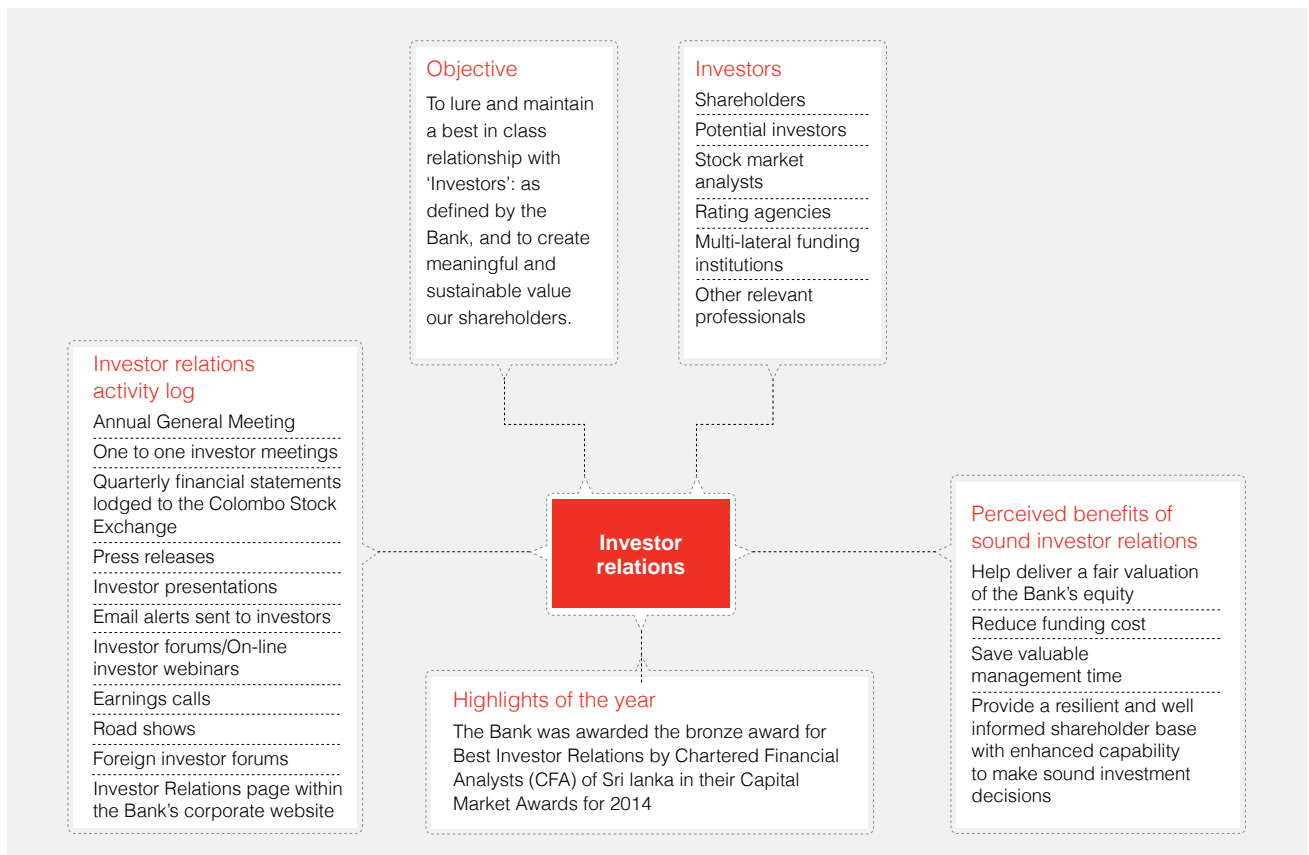 Objective
To lure and maintain
a best in class
relationship with
‘Investors’: as
defined by the
Bank, and to create
meaningful and
sustainable value
our shareholders.
Investors
Shareholders
Potential investors
Stock market
analysts
Rating agencies
Multi-lateral funding
institutions
Other relevant
professionals
Investor relations
activity log
Annual General Meeting
One to one investor meetings
Quarterly financial statements
lodged to the Colombo Stock
Exchange
Press releases
Investor presentations
Email alerts sent to investors
Investor forums/On-line
investor webinars
Earnings calls
Road shows
Foreign investor forums
Investor Relations page within
the Bank’s corporate website
Investor
relations
Highlights of the year
The Bank was awarded the bronze award for
Best Investor Relations by Chartered Financial
Analysts (CFA) of Sri lanka in their Capital
Market Awards for 2014
Perceived benefits of
sound investor relations
Help deliver a fair valuation
of the Bank’s equity
Reduce funding cost
Save valuable
management time
Provide a resilient and well
informed shareholder base
with enhanced capability
to make sound investment
decisions